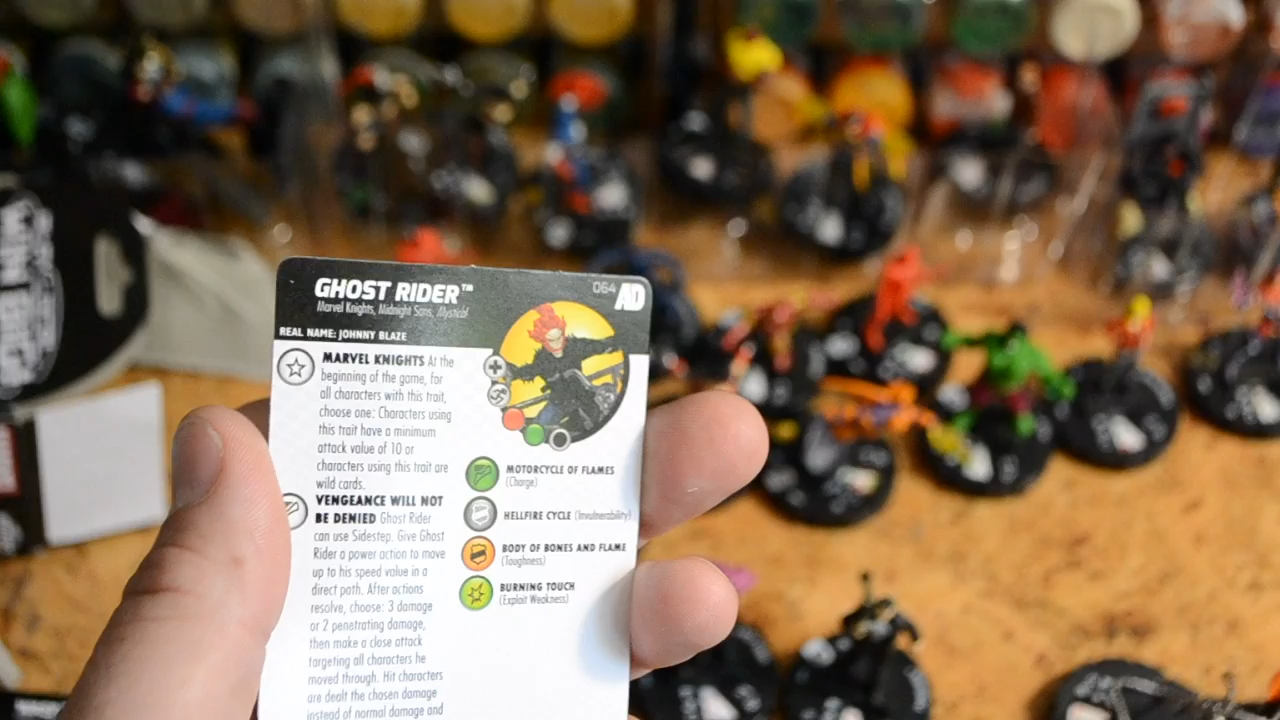 GHOST RIDER™
064 AD
Marvel Knights, Midnight Sons, Mystical
REAL NAME: JOHNNY BLAZE
MARVEL KNIGHTS At the
beginning of the game, for
all characters with this trait,
choose one: Characters using
this trait have a minimum
attack value of 10 or
characters using this trait are
wild cards.
VENGEANCE WILL NOT
BE DENIED Ghost Rider
can use Sidestep. Give Ghost
Rider a power action to move
up to his speed value in a
direct path. After actions
resolve, choose: 3 damage
or 2 penetrating damage,
then make a close attack
targeting all characters he
moved through. Hit characters
are dealt the chosen damage
instead of normal damage and
MOTORCYCLE OF FLAMES
(Charge)
HELLFIRE CYCLE (Invulnerability)
BODY OF BONES AND FLAME
(Toughness)
BURNING TOUCH
(Exploit Weakness)